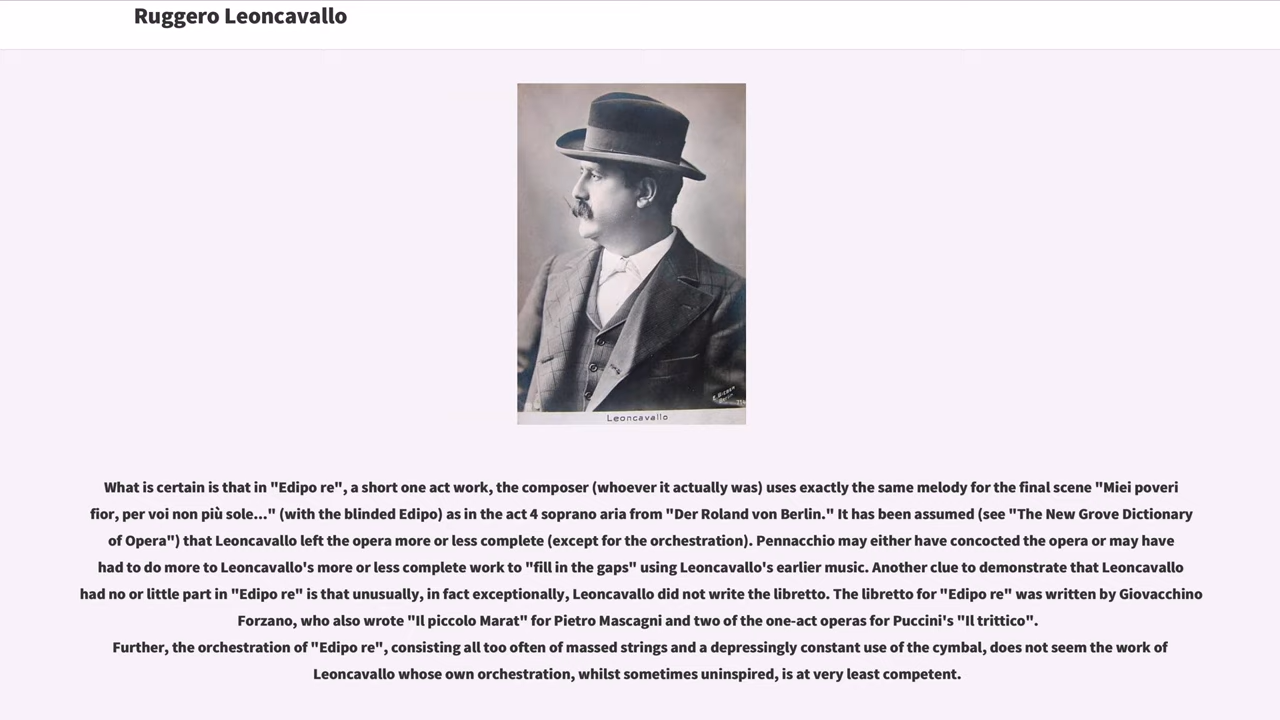 Ruggero Leoncavallo
Leoncavallo
What is certain is that in "Edipo re", a short one act work, the composer (whoever it actually was) uses exactly the same melody for the final scene "Miei poveri
fior, per voi non più sole..." (with the blinded Edipo) as in the act 4 soprano aria from "Der Roland von Berlin." It has been assumed (see "The New Grove Dictionary
of Opera") that Leoncavallo left the opera more or less complete (except for the orchestration). Pennacchio may either have concocted the opera or may have
had to do more to Leoncavallo's more or less complete work to "fill in the gaps" using Leoncavallo's earlier music. Another clue to demonstrate that Leoncavallo
had no or little part in "Edipo re" is that unusually, in fact exceptionally, Leoncavallo did not write the libretto. The libretto for "Edipo re" was written by Giovacchino
Forzano, who also wrote "Il piccolo Marat" for Pietro Mascagni and two of the one-act operas for Puccini's "Il trittico".
Further, the orchestration of "Edipo re", consisting all too often of massed strings and a depressingly constant use of the cymbal, does not seem the work of
Leoncavallo whose own orchestration, whilst sometimes uninspired, is at very least competent.